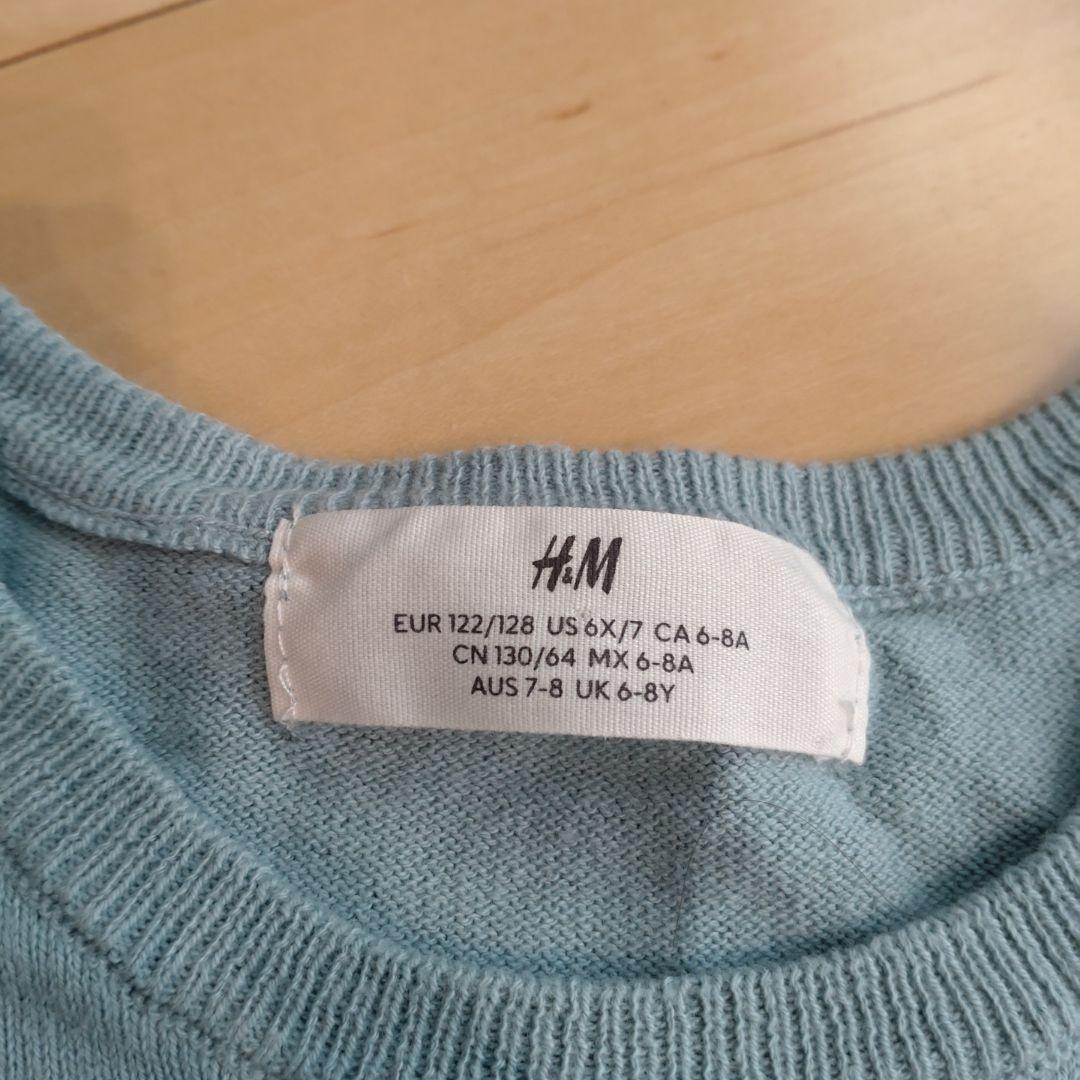 H&M
EUR 122/128 US 6X/7 CA 6-8A
CN 130/64 MX 6-8A
AUS 7-8 UK 6-8Y